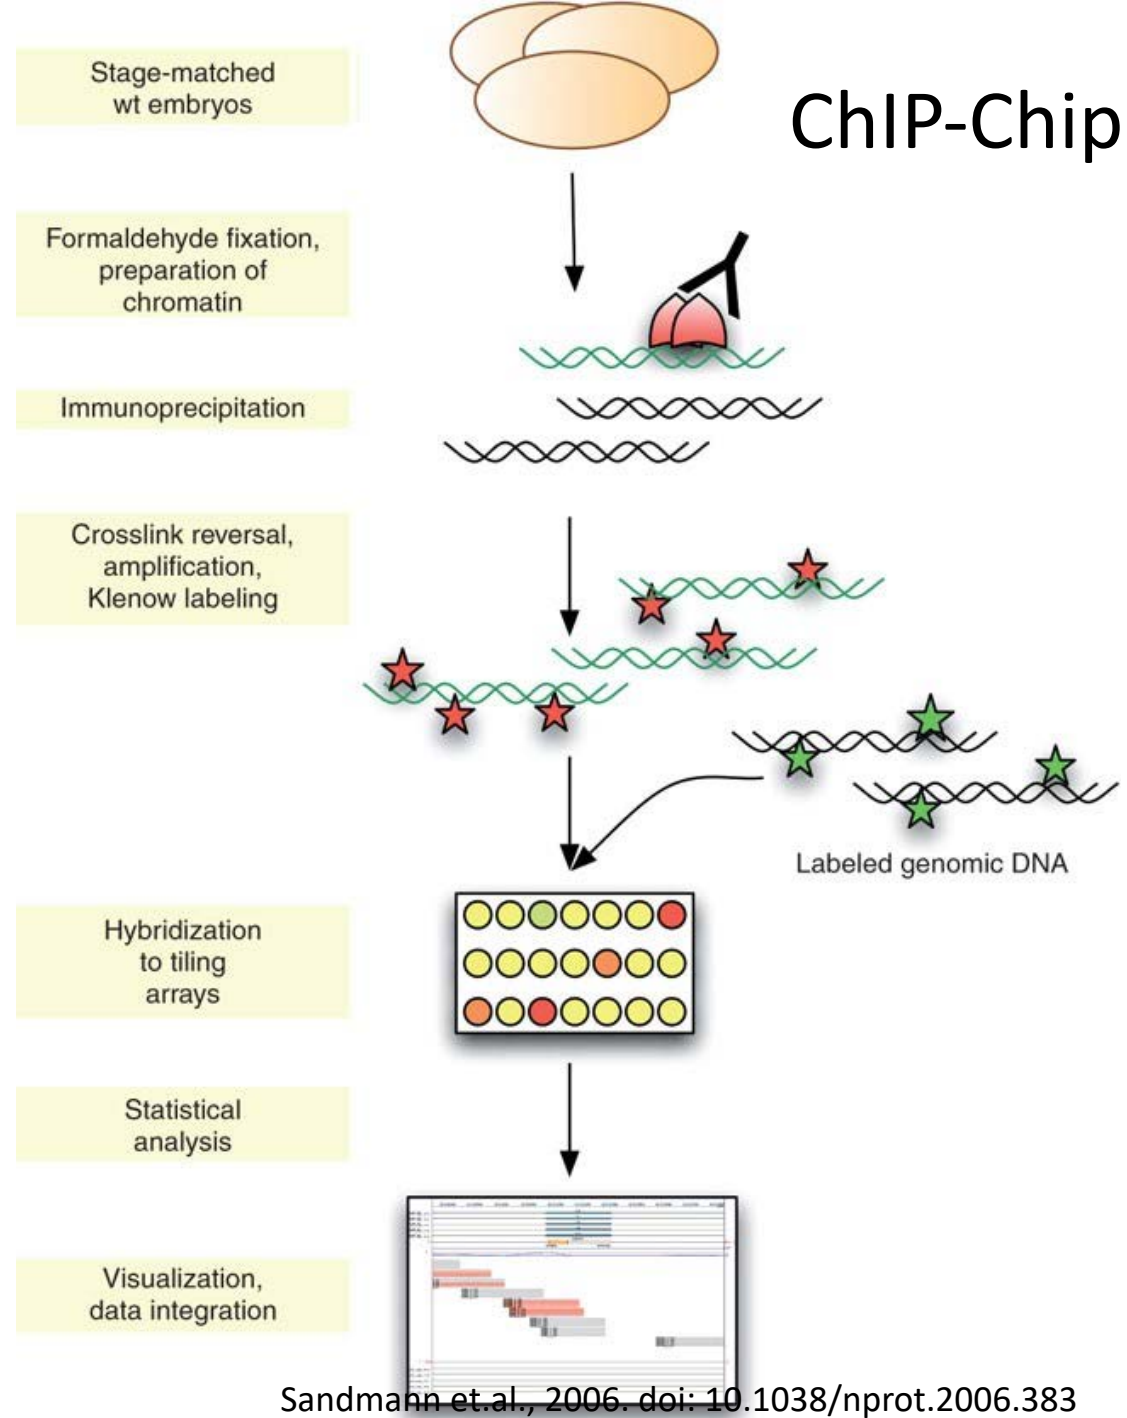 Stage-matched
wt embryos
ChIP-Chip
Formaldehyde fixation,
preparation of
chromatin
Immunoprecipitation
Crosslink reversal,
amplification,
Klenow labeling
Labeled genomic DNA
Hybridization
to tiling
arrays
Statistical
analysis
Visualization,
data integration
Sandmann et.al., 2006. doi: 10.1038/nprot.2006.383